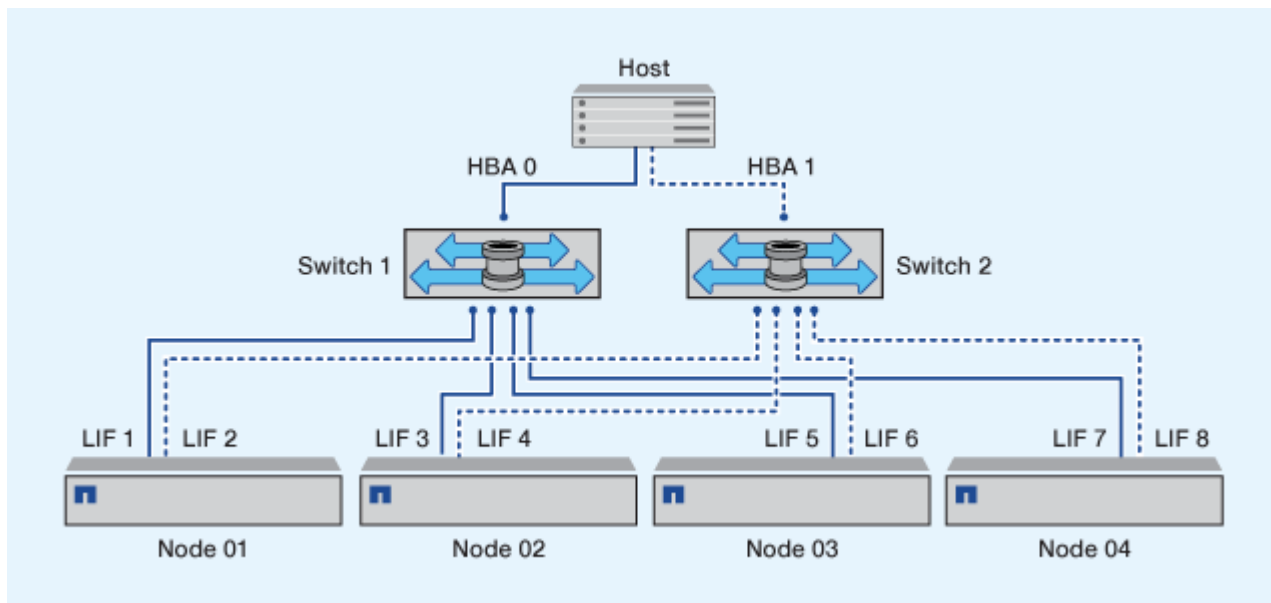 Host
HBA 0 HBA 1
Switch 1 Switch 2
LIF 1 LIF 2 LIF 3 LIF 4 LIF 5 LIF 6 LIF 7 LIF 8
Node 01 Node 02 Node 03 Node 04